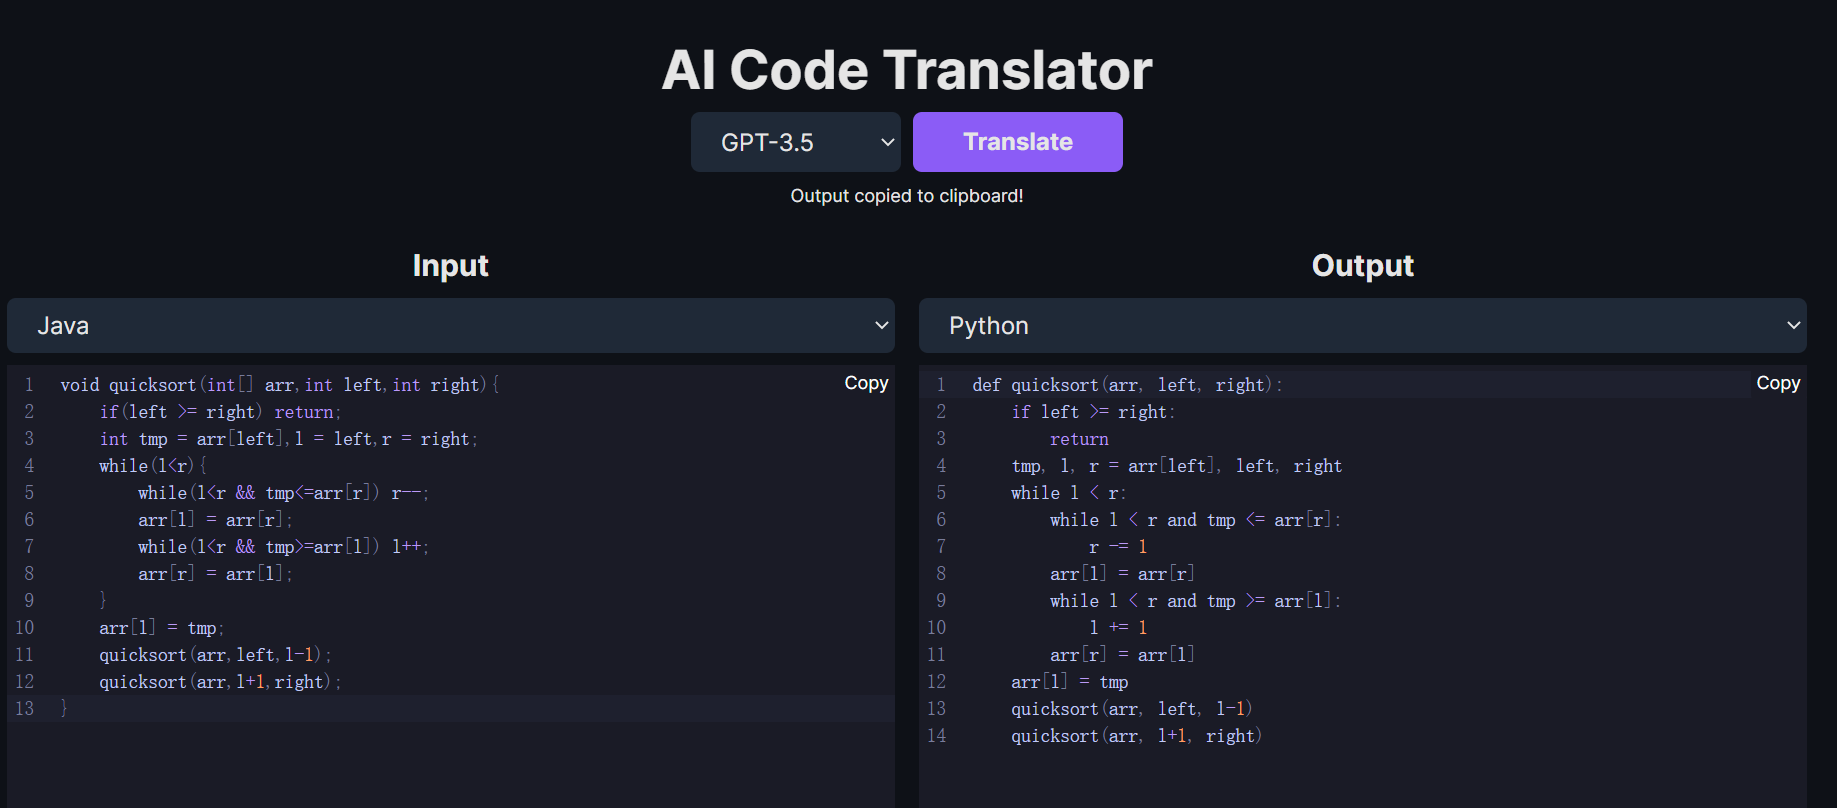 AI Code Translator
GPT-3.5
Translate
Output copied to clipboard!
Input
Java
Copy
1 void quicksort(int[] arr,int left,int right){
2     if(left >= right) return;
3     int tmp = arr[left],l = left,r = right;
4     while(l<r){
5         while(l<r && tmp<=arr[r]) r--;
6         arr[l] = arr[r];
7         while(l<r && tmp>=arr[l]) l++;
8         arr[r] = arr[l];
9     }
10     arr[l] = tmp;
11     quicksort(arr,left,l-1);
12     quicksort(arr,l+1,right);
13 }
Output
Python
Copy
1 def quicksort(arr, left, right):
2     if left >= right:
3         return
4     tmp, l, r = arr[left], left, right
5     while l < r:
6         while l < r and tmp <= arr[r]:
7             r -= 1
8         arr[l] = arr[r]
9         while l < r and tmp >= arr[l]:
10             l += 1
11         arr[r] = arr[l]
12     arr[l] = tmp
13     quicksort(arr, left, l-1)
14     quicksort(arr, l+1, right)